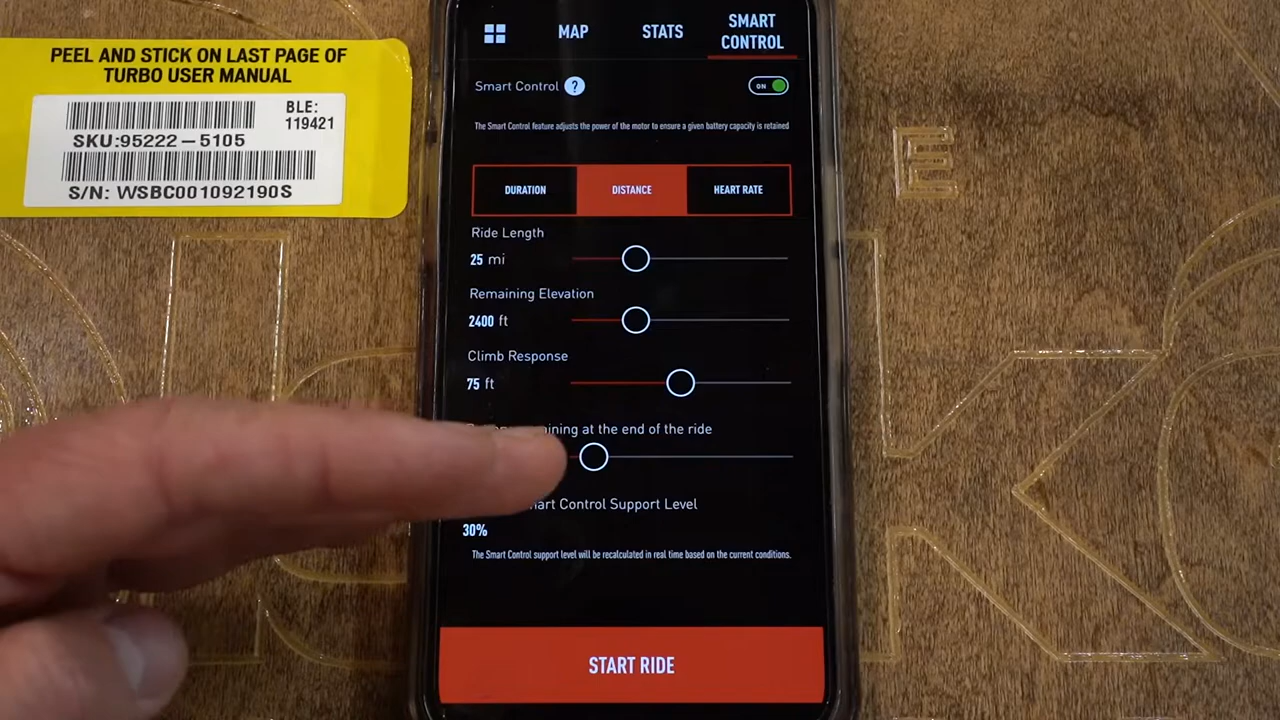 PEEL AND STICK ON LAST PAGE OF
TURBO USER MANUAL
BLE:
119421
SKU:95222-5105
S/N: WSBC001092190S
MAP
STATS
SMART
CONTROL
Smart Control ?
ON
The Smart Control feature adjusts the power of the motor to ensure a given battery capacity is retained
DURATION
DISTANCE
HEART RATE
Ride Length
25 mi
Remaining Elevation
2400 ft
Climb Response
75 ft
at the end of the ride
Control Support Level
30%
The Smart Control support level will be recalculated in real time based on the current conditions.
START RIDE